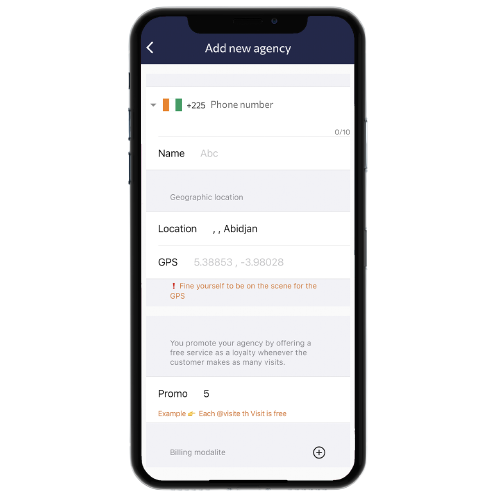 Add new agency
+225 Phone number
0/10
Name Abc
Geographic location
Location , , Abidjan
GPS 5.38863 , -3.98028
❗ Fine yourself to be on the scene for the
GPS
You promote your agency by offering a
free service as a loyalty whenever the
customer makes as many visits.
Promo 5
Example 👉 Each @visite th Visit is free
Billing modalite